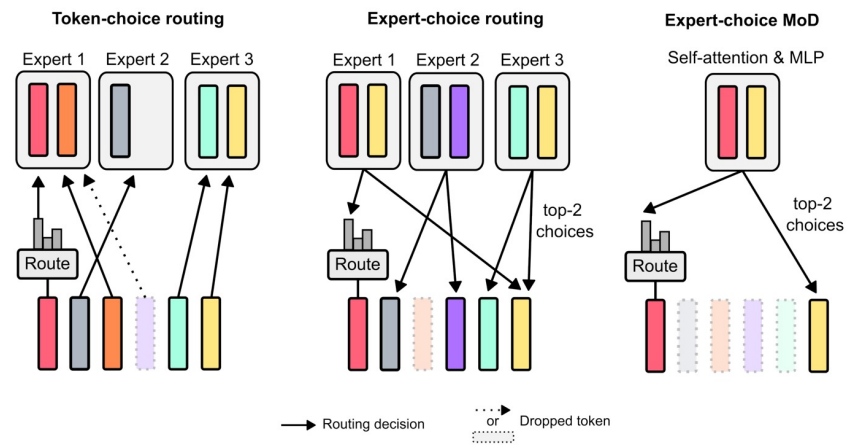 Token-choice routing
Expert-choice routing
Expert-choice MoD
Expert 1
Expert 2
Expert 3
Expert 1
Expert 2
Expert 3
Self-attention & MLP
top-2
choices
top-2
choices
Route
Route
Route
Routing decision
or
Dropped token